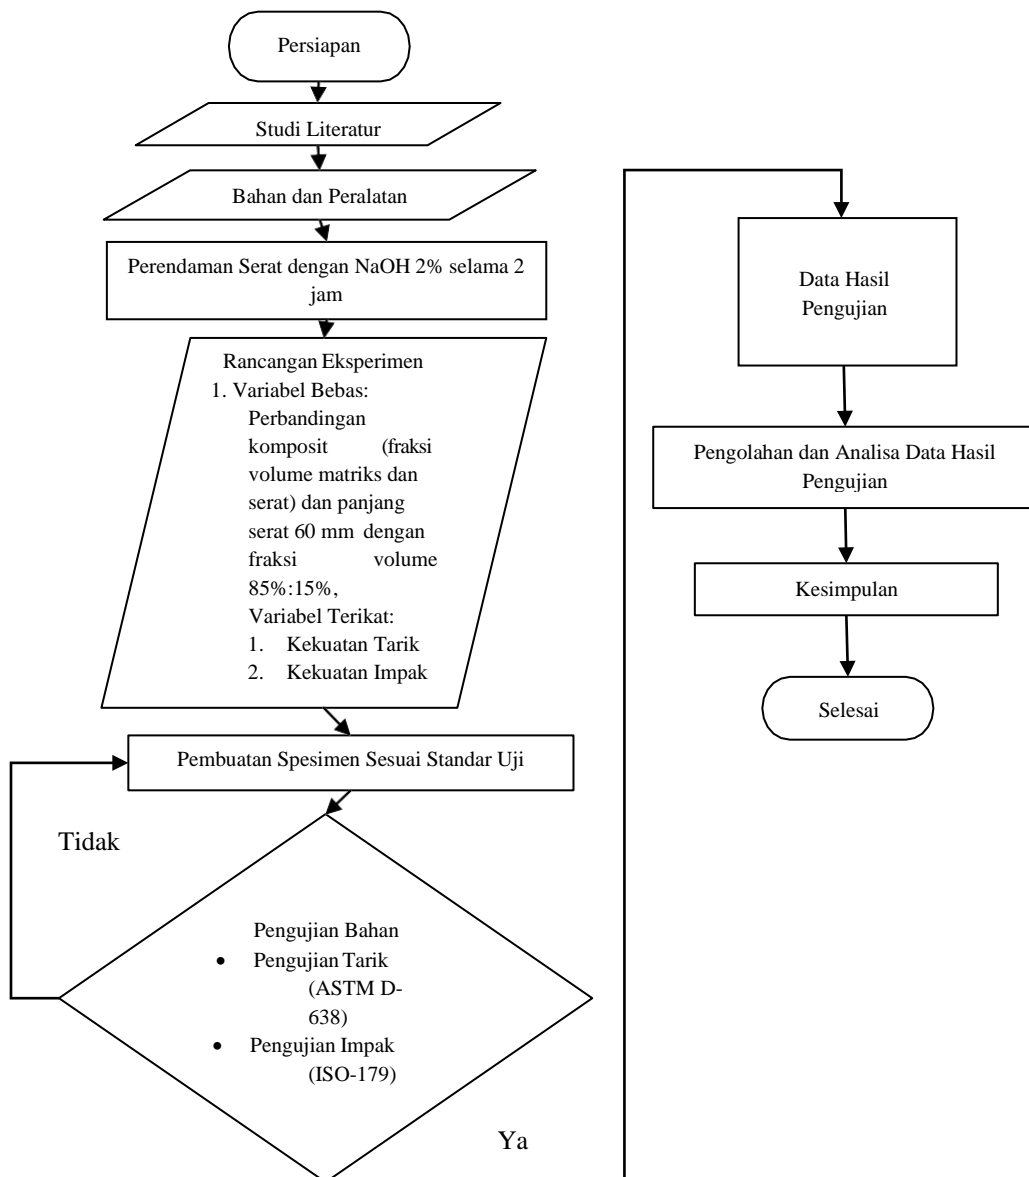 Persiapan
Studi Literatur
Bahan dan Peralatan
Perendaman Serat dengan NaOH 2% selama 2
jam
Rancangan Eksperimen
1. Variabel Bebas:
Perbandingan
komposit (fraksi
volume matriks dan
serat) dan panjang
serat 60 mm dengan
fraksi volume
85%:15%,
Variabel Terikat:
1. Kekuatan Tarik
2. Kekuatan Impak
Pembuatan Spesimen Sesuai Standar Uji
Tidak
Pengujian Bahan
• Pengujian Tarik
(ASTM D-
638)
• Pengujian Impak
(ISO-179)
Ya
Data Hasil
Pengujian
Pengolahan dan Analisa Data Hasil
Pengujian
Kesimpulan
Selesai